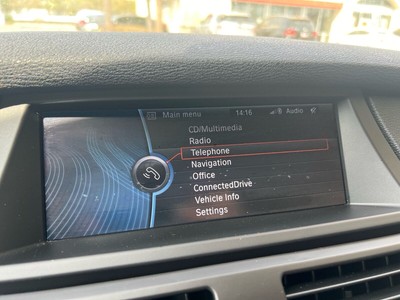 Main menu 14:16 Audio
CD/Multimedia
Radio
Telephone
Navigation
Office
ConnectedDrive
Vehicle Info
Settings